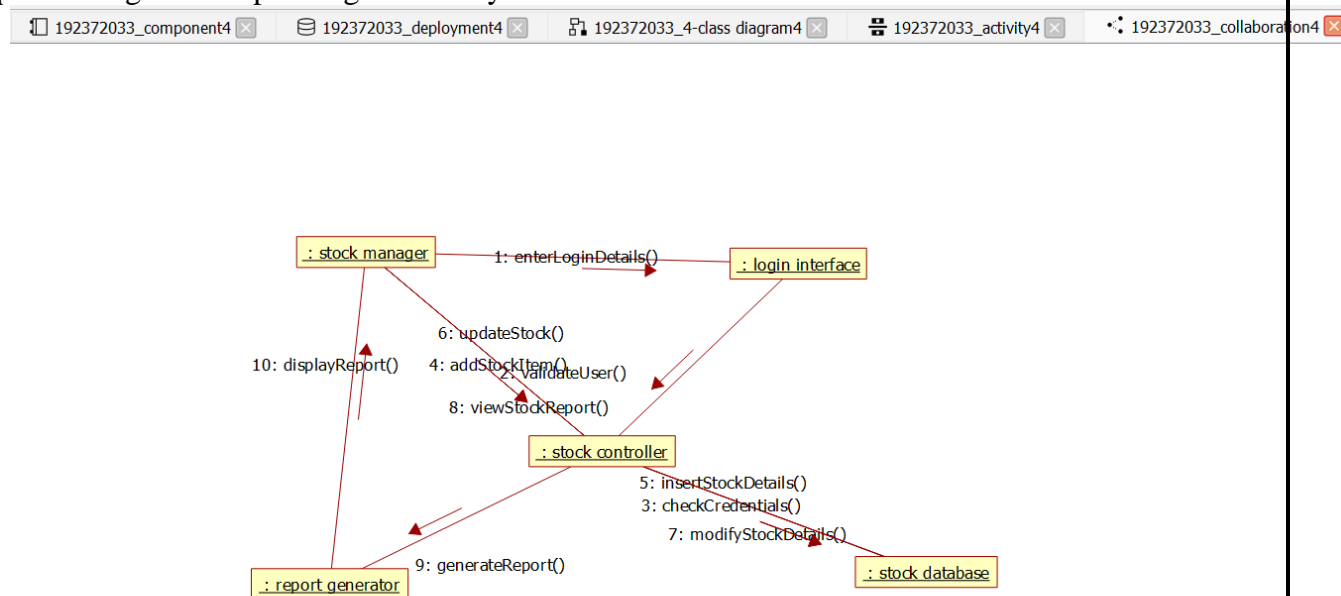 192372033_component4
192372033_deployment4
192372033_4-class diagram4
192372033_activity4
192372033_collaboration4
: stock manager
1: enterLoginDetails()
: login interface
6: updateStock()
10: displayReport()
4: addStockItem()
2: validateUser()
8: viewStockReport()
: stock controller
5: insertStockDetails()
3: checkCredentials()
7: modifyStockDetails()
9: generateReport()
: stock database
: report generator